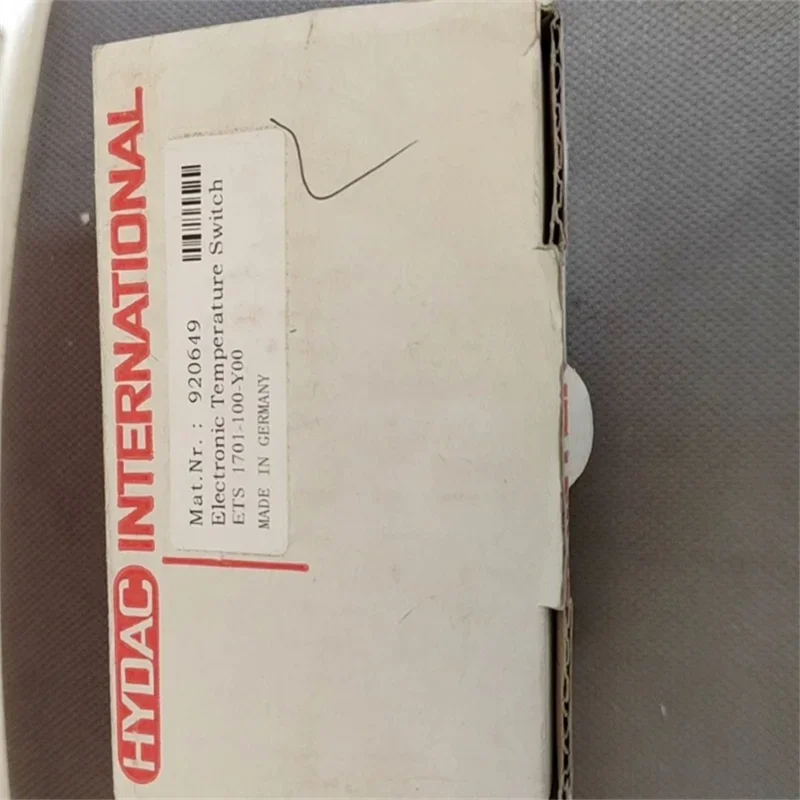 HYDAC INTERNATIONAL
Mat.Nr.: 920649
Electronic Temperature Switch
ETS 1701-100-Y00
MADE IN GERMANY